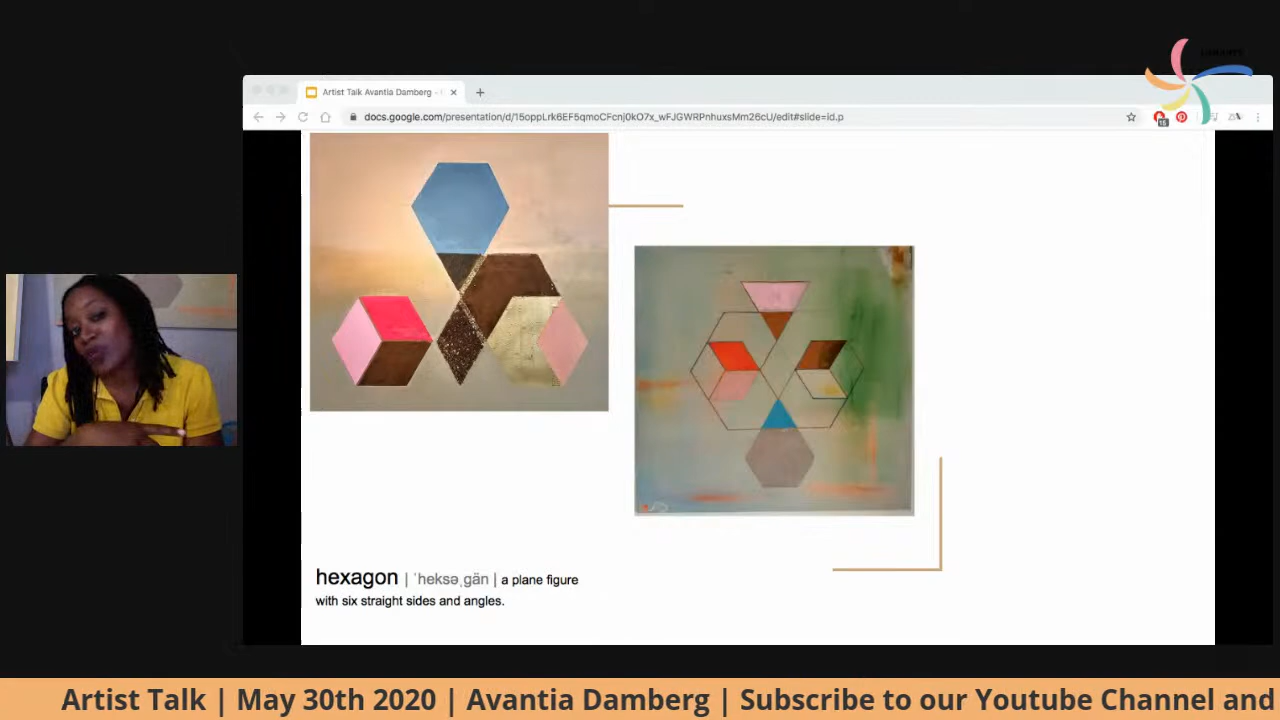 Artist Talk Avantia Damberg -
docs.google.com/presentation/d/15oppLrk6EF5qmoCFcnj0kO7x_wFJGWRPnhuxsMm26cU/edit#slide=id.p
hexagon | ˈheksəˌgän | a plane figure
with six straight sides and angles.
Artist Talk | May 30th 2020 | Avantia Damberg | Subscribe to our Youtube Channel and